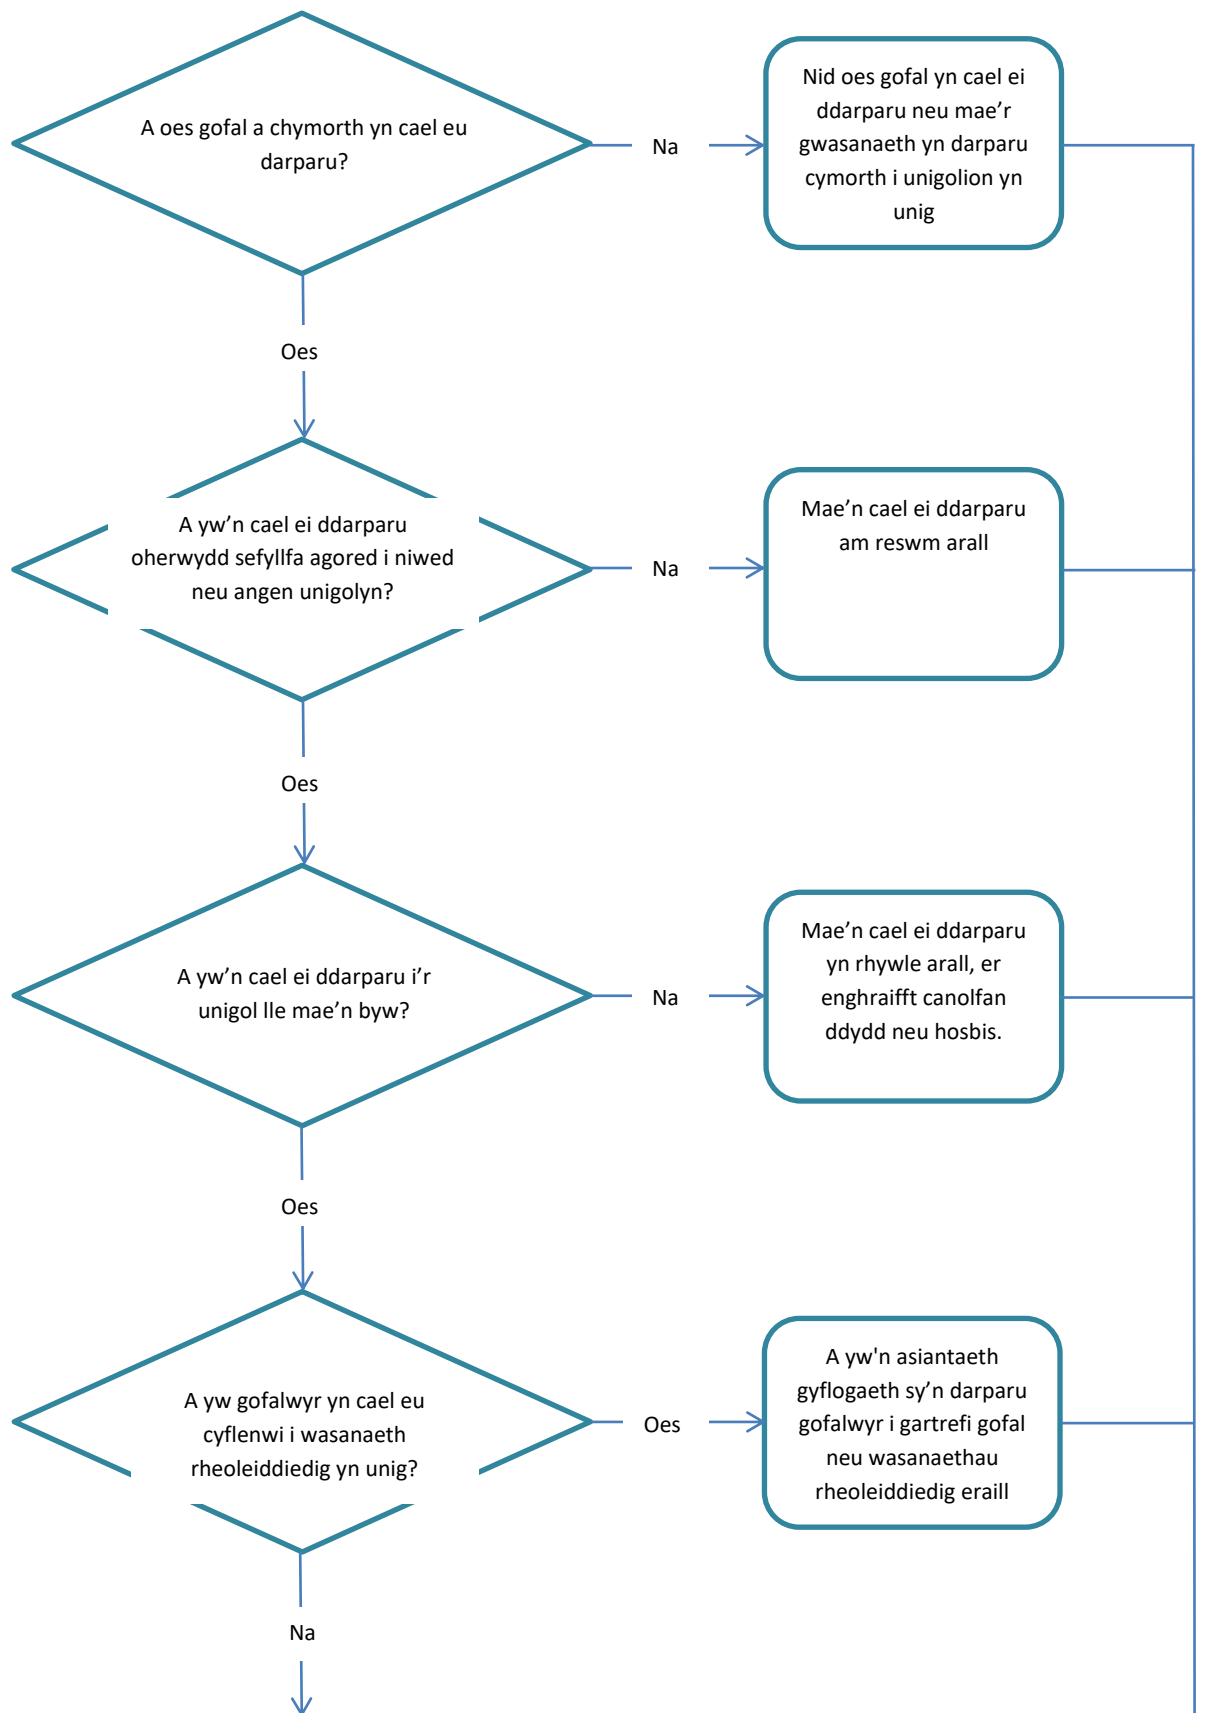 A oes gofal a chymorth yn cael eu
darparu?
Na
Nid oes gofal yn cael ei
ddarparu neu mae’r
gwasanaeth yn darparu
cymorth i unigolion yn
unig
Oes
A yw’n cael ei ddarparu
oherwydd sefyllfa agored i niwed
neu angen unigolyn?
Na
Mae’n cael ei ddarparu
am reswm arall
Oes
A yw’n cael ei ddarparu i’r
unigol lle mae’n byw?
Na
Mae’n cael ei ddarparu
yn rhywle arall, er
enghraifft canolfan
ddydd neu hosbis.
Oes
A yw gofalwyr yn cael eu
cyflenwi i wasanaeth
rheoleiddiedig yn unig?
Oes
A yw'n asiantaeth
gyflogaeth sy’n darparu
gofalwyr i gartrefi gofal
neu wasanaethau
rheoleiddiedig eraill
Na